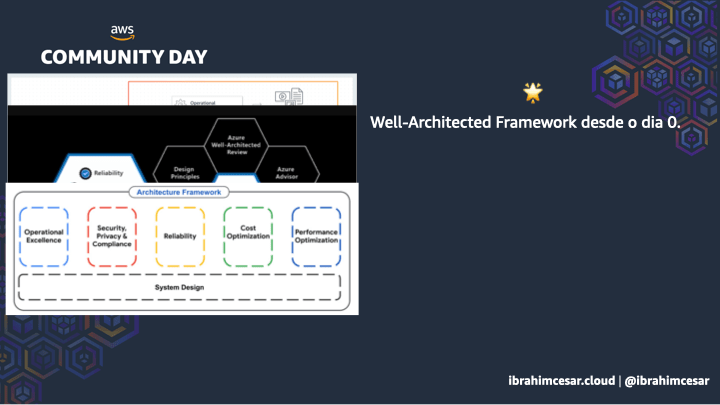 aws
COMMUNITY DAY
🌟
Well-Architected Framework desde o dia 0.
Operational
Azure
Well-Architected
Review
Reliability
Design
Principles
Azure
Advisor
Architecture Framework
Operational
Excellence
Security,
Privacy &
Compliance
Reliability
Cost
Optimization
Performance
Optimization
System Design
ibrahimcesar.cloud | @ibrahimcesar